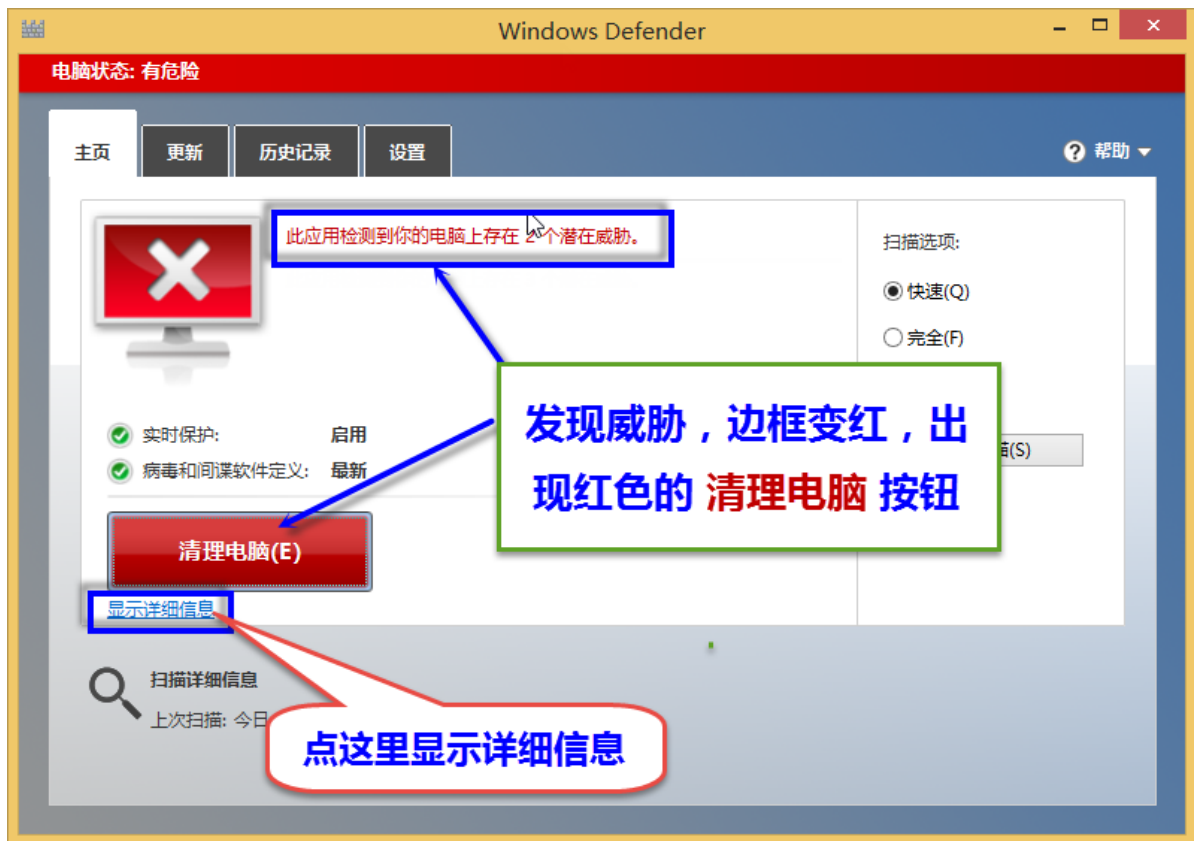 Windows Defender
电脑状态: 有危险
主页
更新
历史记录
设置
帮助
此应用检测到你的电脑上存在 2 个潜在威胁。
扫描选项:
快速(Q)
完全(F)
发现威胁，边框变红，出
现红色的 清理电脑 按钮
实时保护: 启用
病毒和间谍软件定义: 最新
(S)
清理电脑(E)
显示详细信息
扫描详细信息
上次扫描: 今日
点这里显示详细信息